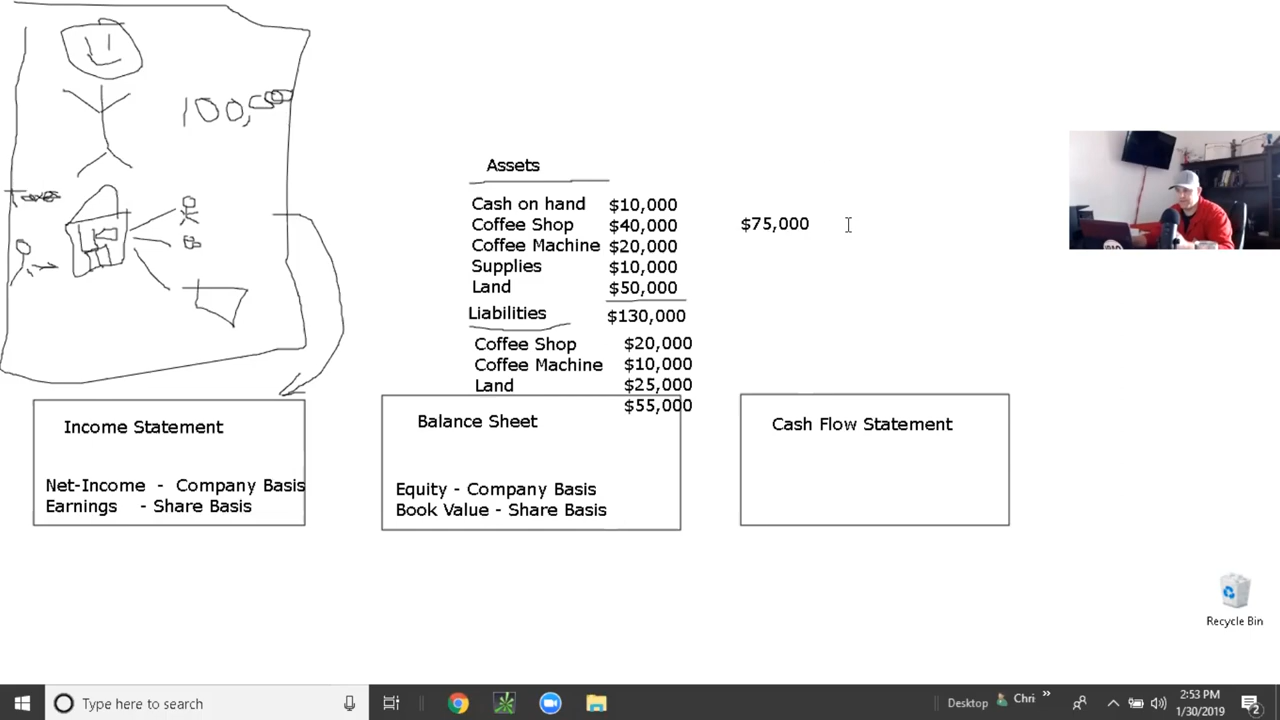 100,000
Taxes
Assets
Cash on hand $10,000
Coffee Shop $40,000
$75,000
Coffee Machine $20,000
Supplies $10,000
Land $50,000
Liabilities $130,000
Coffee Shop $20,000
Coffee Machine $10,000
Land $25,000
$55,000
Income Statement
Net-Income - Company Basis
Earnings - Share Basis
Balance Sheet
Equity - Company Basis
Book Value - Share Basis
Cash Flow Statement
Recycle Bin
Type here to search
Desktop
Chri
2:53 PM
1/30/2019
2